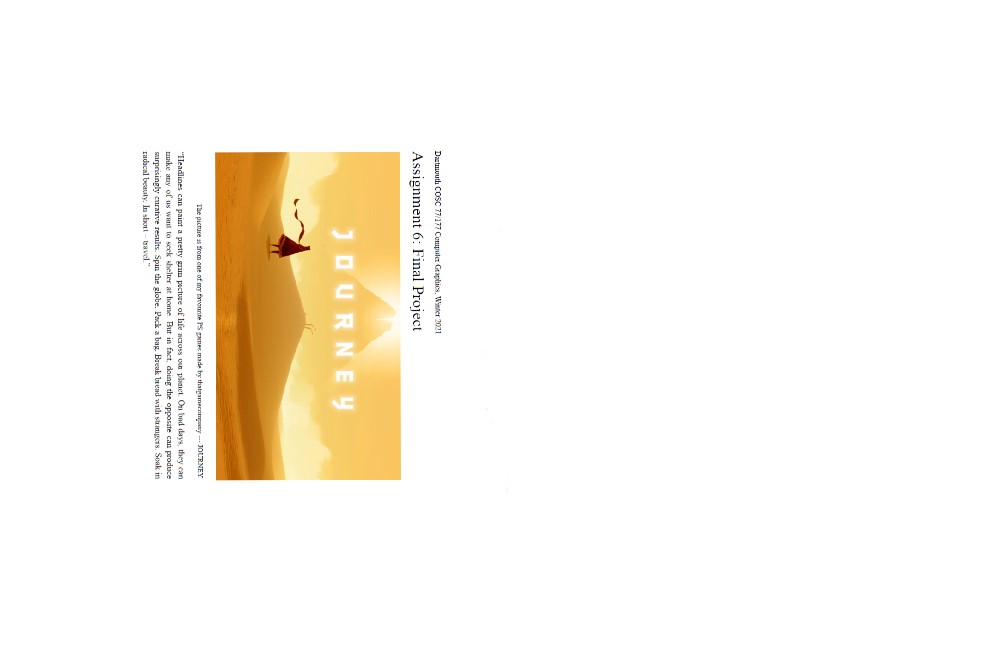 Dartmouth COSC 77/177 Computer Graphics, Winter 2021
Assignment 6: Final Project
JOURNEY
The picture is from one of my favourite PS games made by thatgamecompany — JOURNEY
"Headlines can paint a pretty grim picture of life across our planet. On bad days, they can
make any of us want to seek shelter at home. But in fact, doing the opposite can produce
surprisingly curative results. Spin the globe. Pack a bag. Break bread with strangers. Soak in
radical beauty. In short – travel."